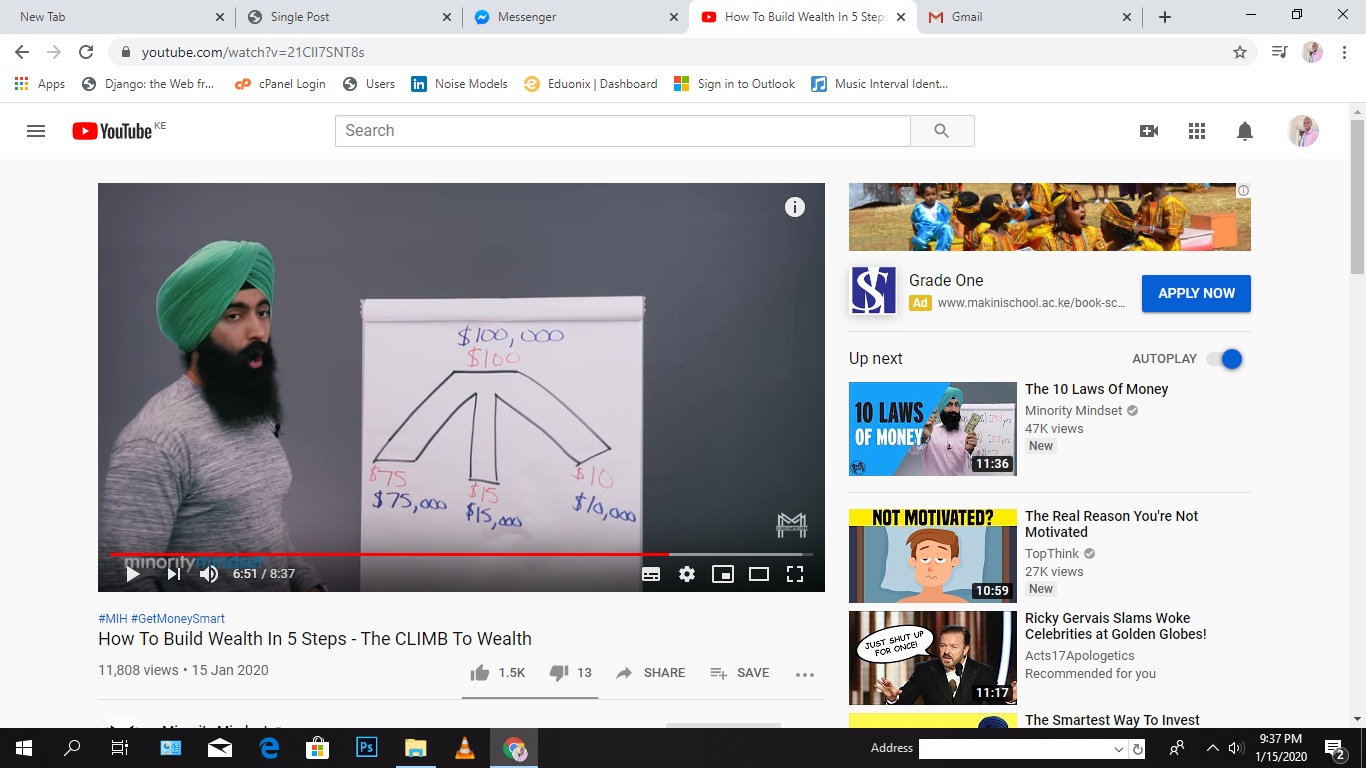 New Tab
Single Post
Messenger
How To Build Wealth In 5 Steps
Gmail
youtube.com/watch?v=21CIl7SNT8s
Apps
Django: the Web fr...
cPanel Login
Users
Noise Models
Eduonix | Dashboard
Sign in to Outlook
Music Interval Ident...
YouTube KE
Search
$100,000
$100
$75
$15
$10
$75,000
$15,000
$10,000
minoritymindset
6:51 / 8:37
#MIH #GetMoneySmart
How To Build Wealth In 5 Steps - The CLIMB To Wealth
11,808 views • 15 Jan 2020
1.5K
13
SHARE
SAVE
Grade One
Ad www.makinischool.ac.ke/book-sc...
APPLY NOW
Up next
AUTOPLAY
10 LAWS
OF MONEY
11:36
The 10 Laws Of Money
Minority Mindset
47K views
New
NOT MOTIVATED?
10:59
The Real Reason You're Not
Motivated
TopThink
27K views
New
JUST SHUT UP
FOR ONCE!
11:17
Ricky Gervais Slams Woke
Celebrities at Golden Globes!
Acts17Apologetics
Recommended for you
The Smartest Way To Invest
Address
9:37 PM
1/15/2020
2